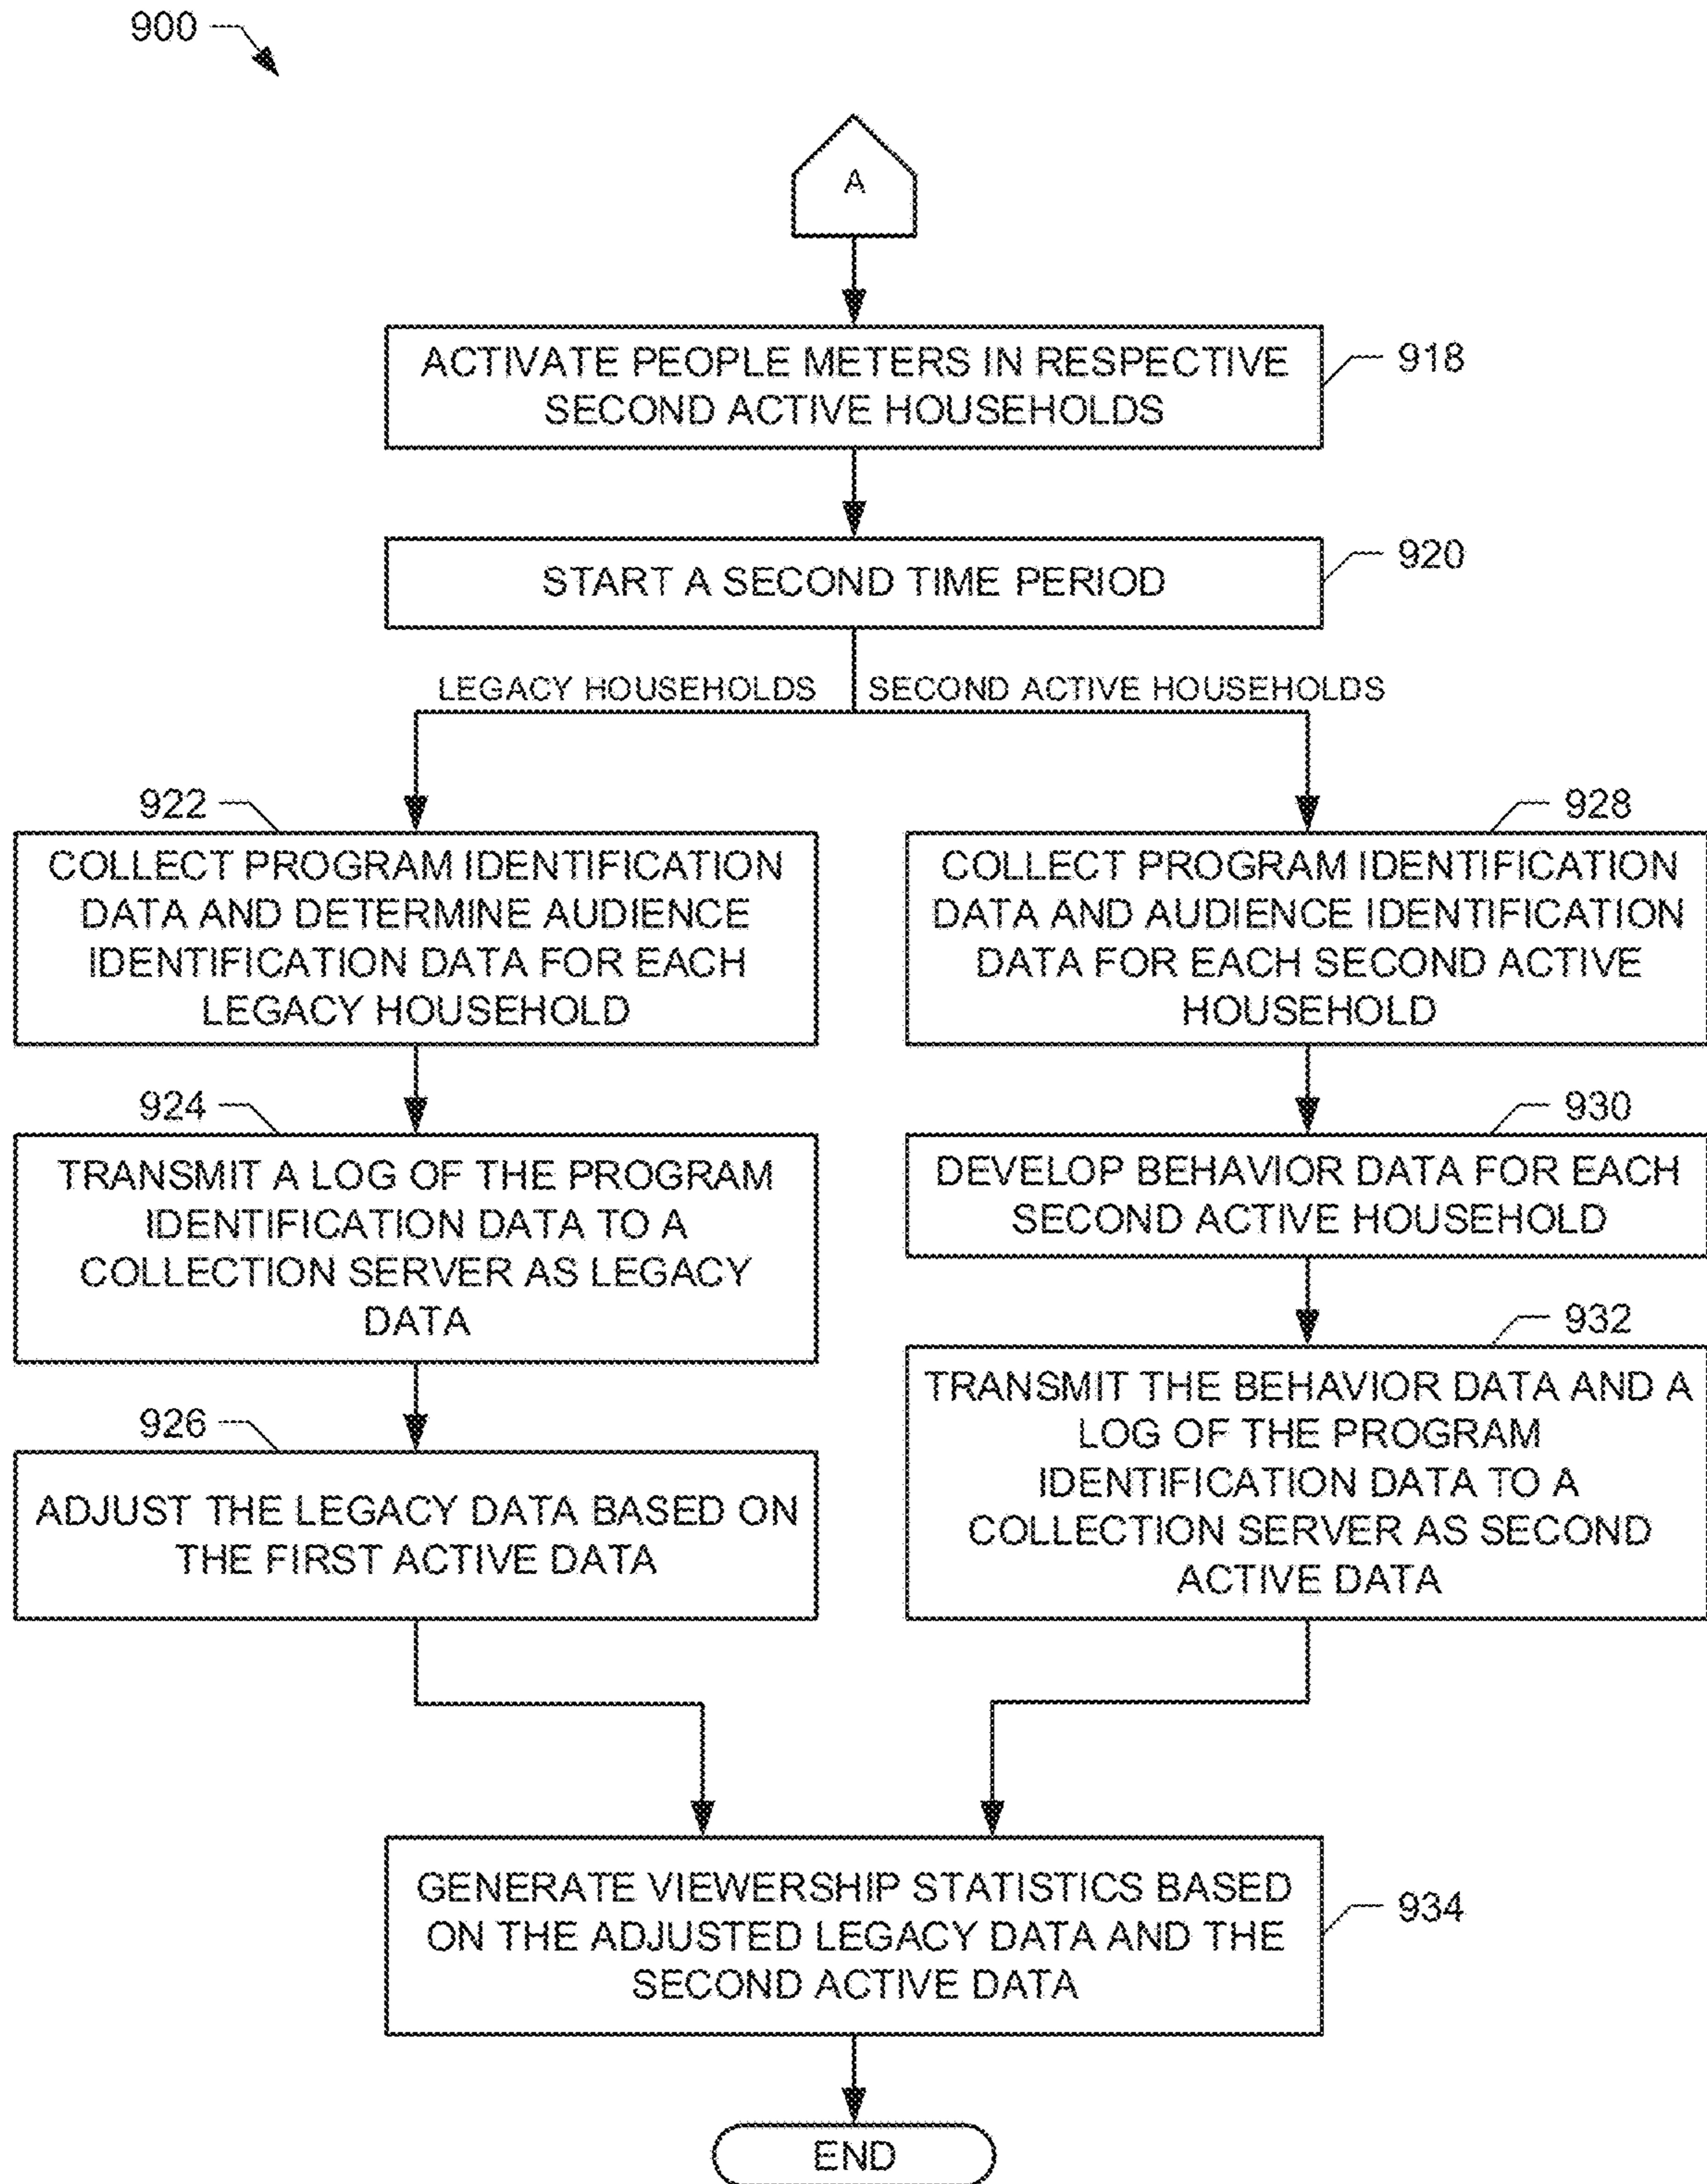 900
A
ACTIVATE PEOPLE METERS IN RESPECTIVE
SECOND ACTIVE HOUSEHOLDS
918
START A SECOND TIME PERIOD
920
LEGACY HOUSEHOLDS
SECOND ACTIVE HOUSEHOLDS
922
COLLECT PROGRAM IDENTIFICATION
DATA AND DETERMINE AUDIENCE
IDENTIFICATION DATA FOR EACH
LEGACY HOUSEHOLD
924
TRANSMIT A LOG OF THE PROGRAM
IDENTIFICATION DATA TO A
COLLECTION SERVER AS LEGACY
DATA
926
ADJUST THE LEGACY DATA BASED ON
THE FIRST ACTIVE DATA
928
COLLECT PROGRAM IDENTIFICATION
DATA AND AUDIENCE IDENTIFICATION
DATA FOR EACH SECOND ACTIVE
HOUSEHOLD
930
DEVELOP BEHAVIOR DATA FOR EACH
SECOND ACTIVE HOUSEHOLD
932
TRANSMIT THE BEHAVIOR DATA AND A
LOG OF THE PROGRAM
IDENTIFICATION DATA TO A
COLLECTION SERVER AS SECOND
ACTIVE DATA
GENERATE VIEWERSHIP STATISTICS BASED
ON THE ADJUSTED LEGACY DATA AND THE
SECOND ACTIVE DATA
934
END